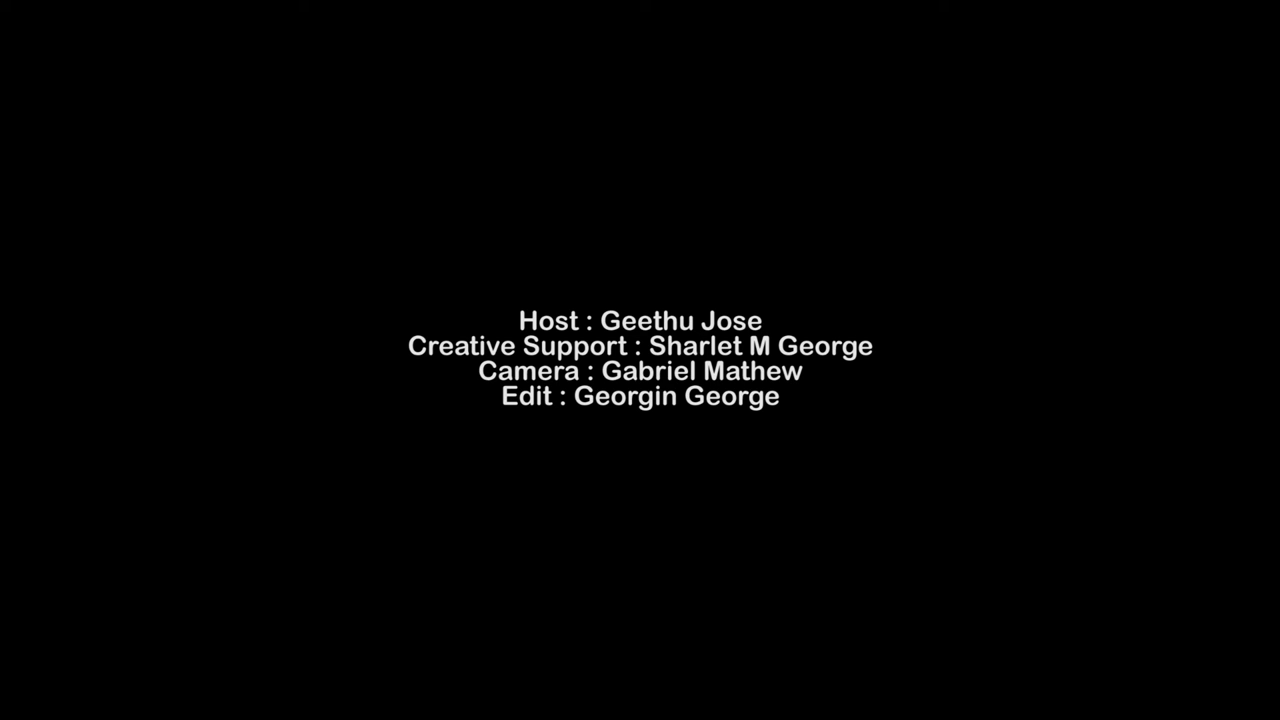 Host : Geethu Jose
Creative Support : Sharlet M George
Camera : Gabriel Mathew
Edit : Georgin George